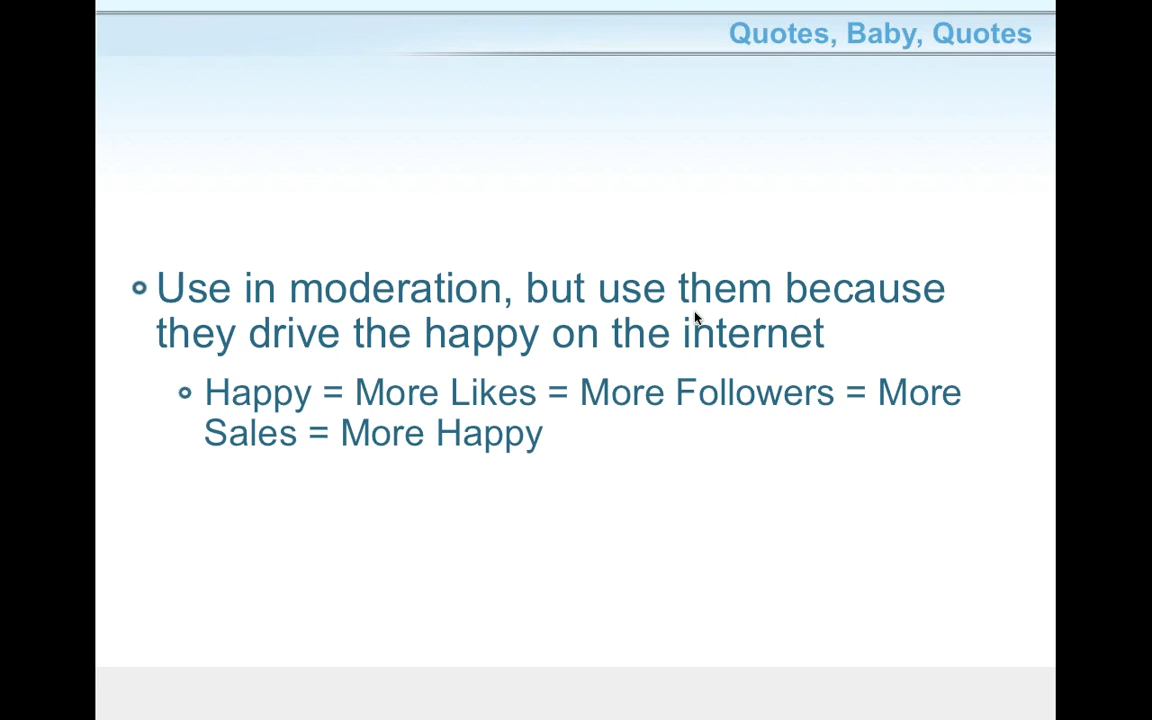 Quotes, Baby, Quotes
Use in moderation, but use them because
they drive the happy on the internet
Happy = More Likes = More Followers = More
Sales = More Happy